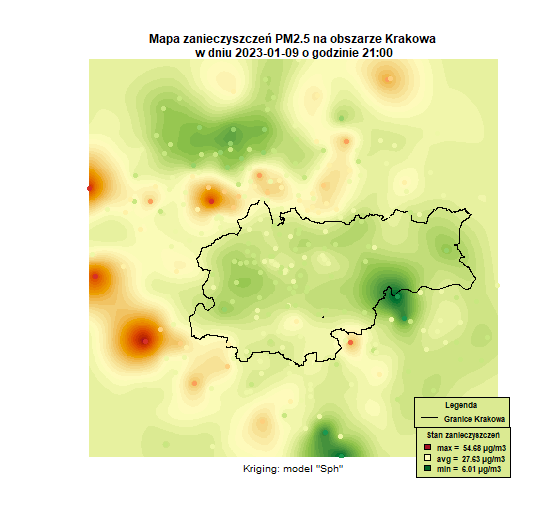 Mapa zanieczyszczeń PM2.5 na obszarze Krakowa
w dniu 2023-01-09 o godzinie 21:00
Legenda
Granice Krakowa
Stan zanieczyszczeń
max = 54.68 µg/m3
avg = 27.63 µg/m3
min = 6.01 µg/m3
Kriging: model "Sph"